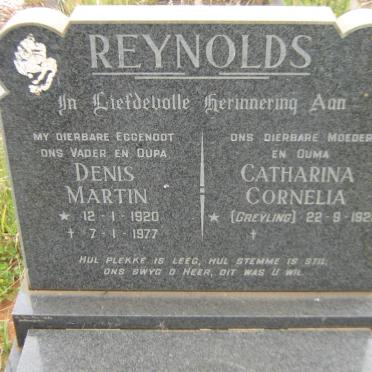 REYNOLDS
In Liefdevolle Herinnering Aan
MY DIERBARE EGGENOOT
ONS VADER EN OUPA
DENIS
MARTIN
★ 12-1-1920
† 7-1-1977
ONS DIERBARE MOEDER
EN OUMA
CATHARINA
CORNELIA
★ (GREYLING) 22-9-192
†
HUL PLEKKE IS LEEG, HUL STEMME IS STIL,
ONS SWYG O HEER, DIT WAS U WIL.